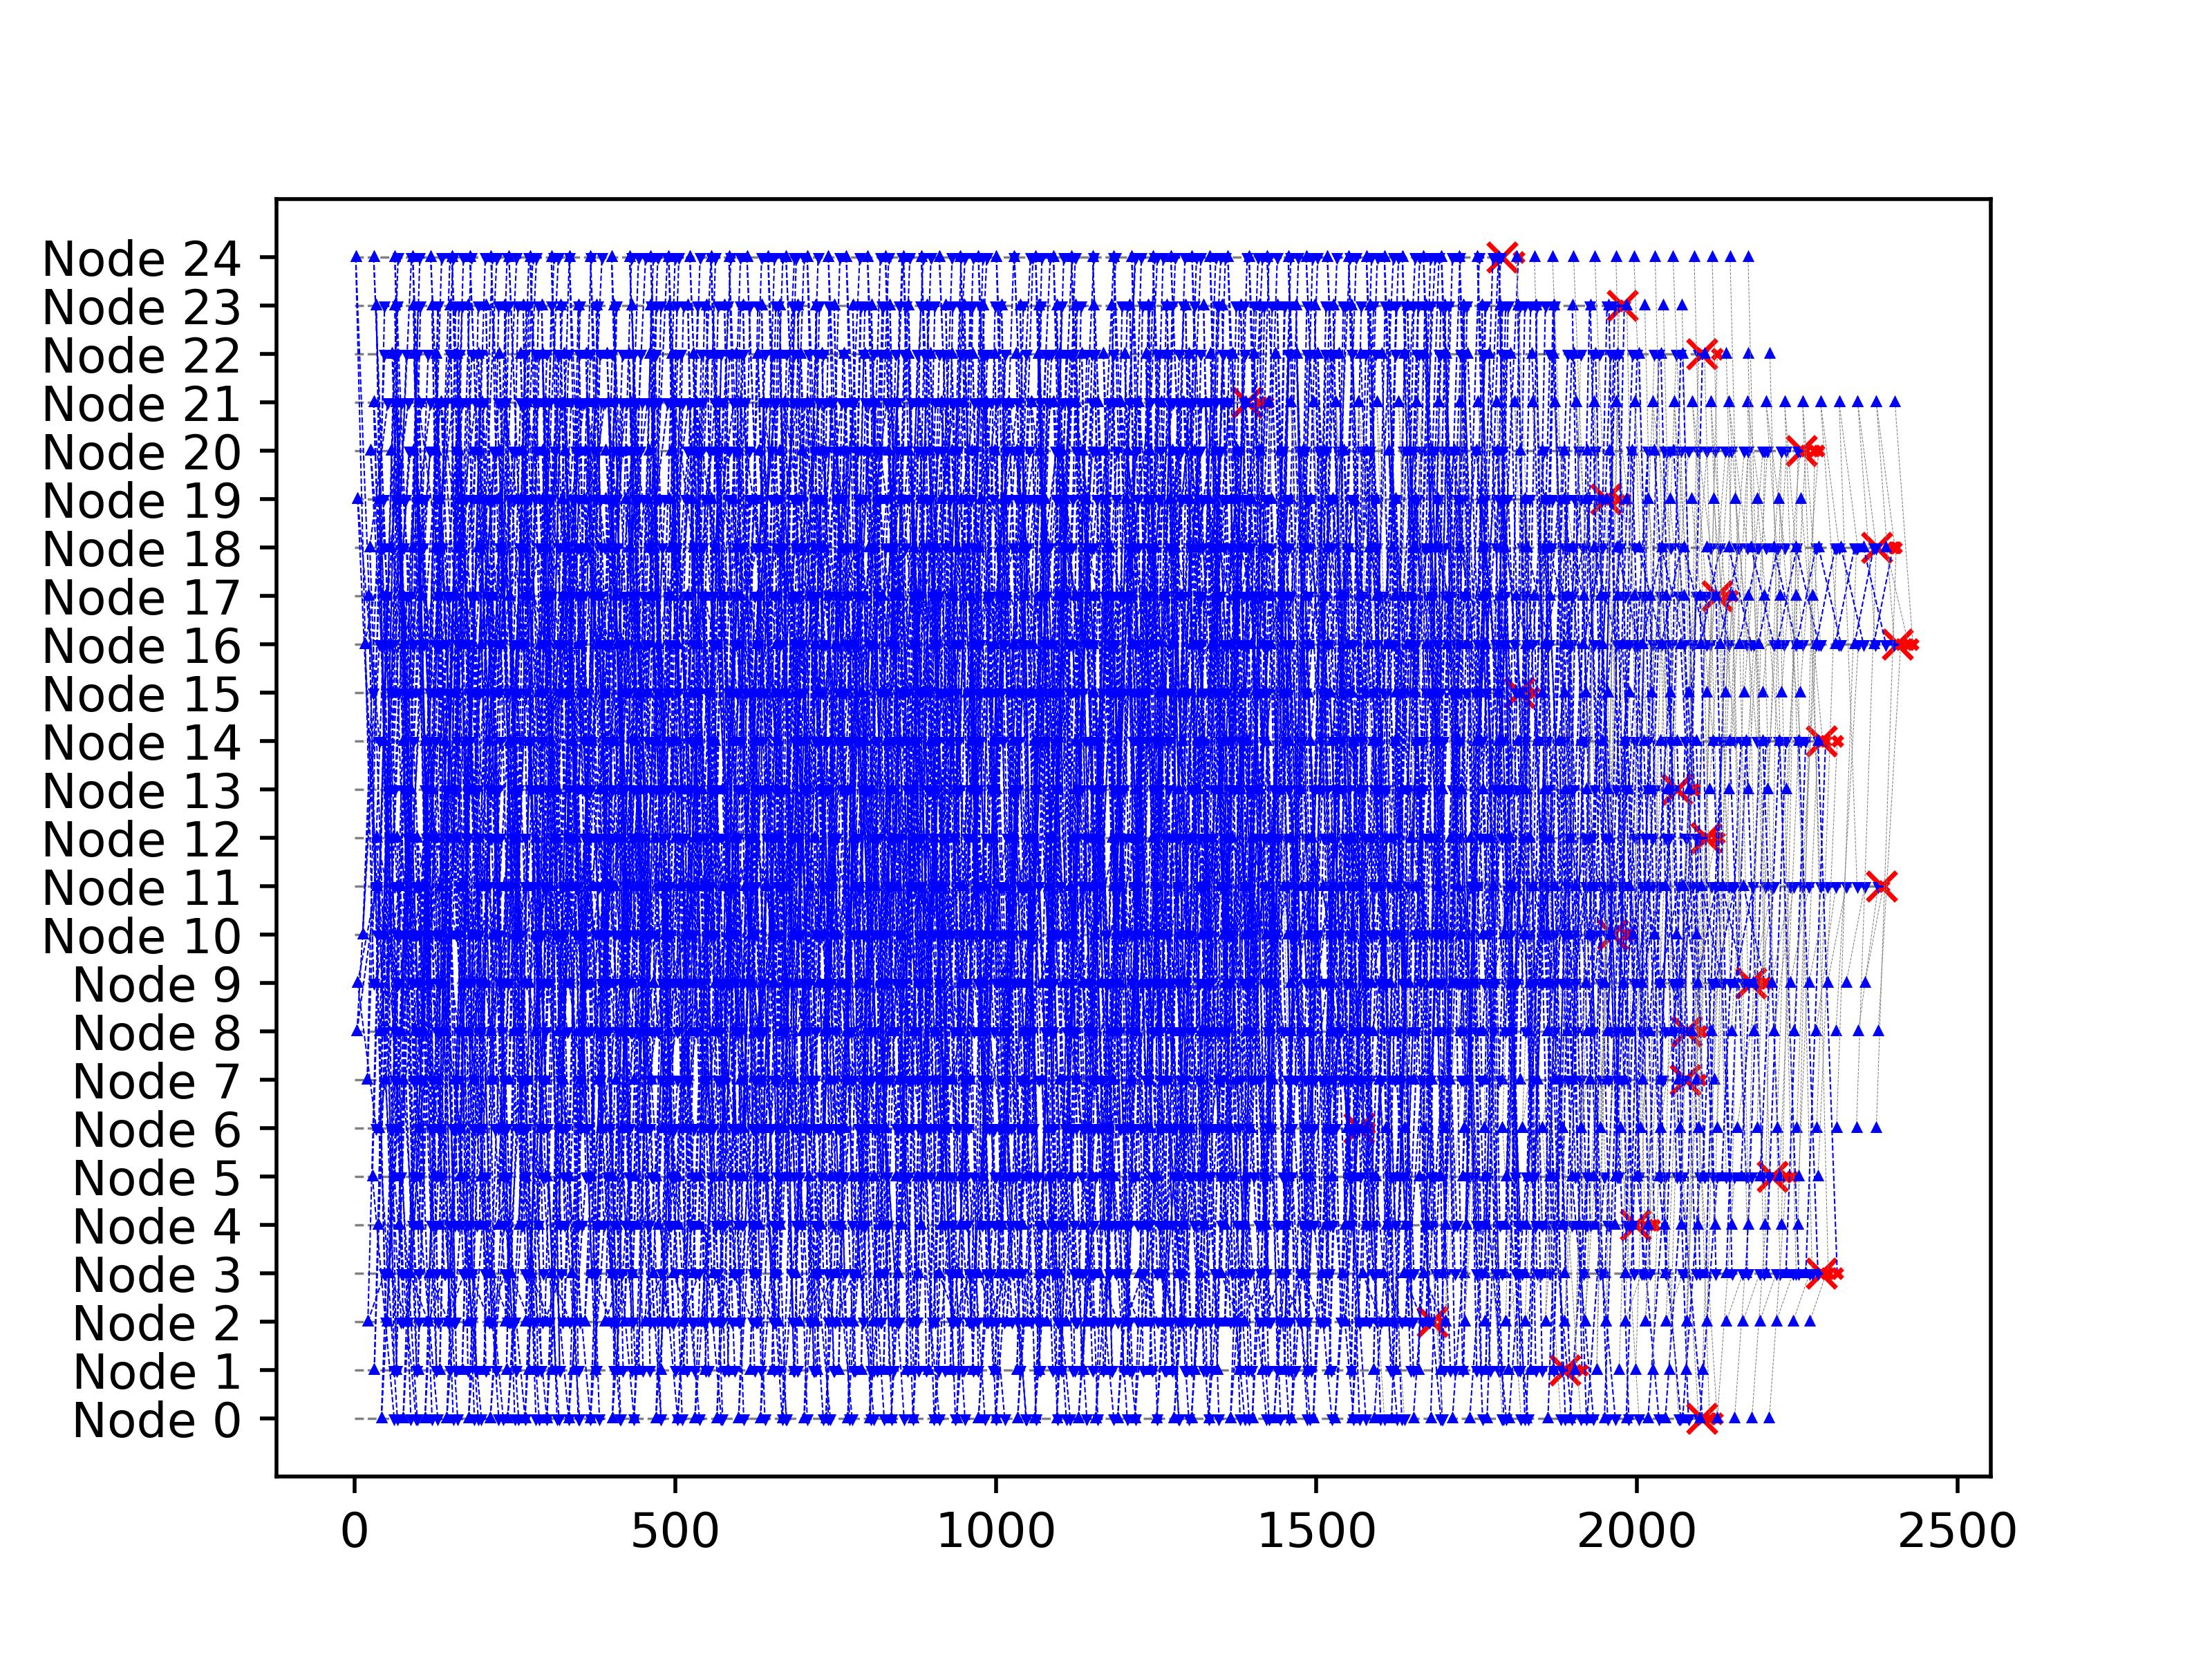 Node 24
Node 23
Node 22
Node 21
Node 20
Node 19
Node 18
Node 17
Node 16
Node 15
Node 14
Node 13
Node 12
Node 11
Node 10
Node 9
Node 8
Node 7
Node 6
Node 5
Node 4
Node 3
Node 2
Node 1
Node 0
0 500 1000 1500 2000 2500